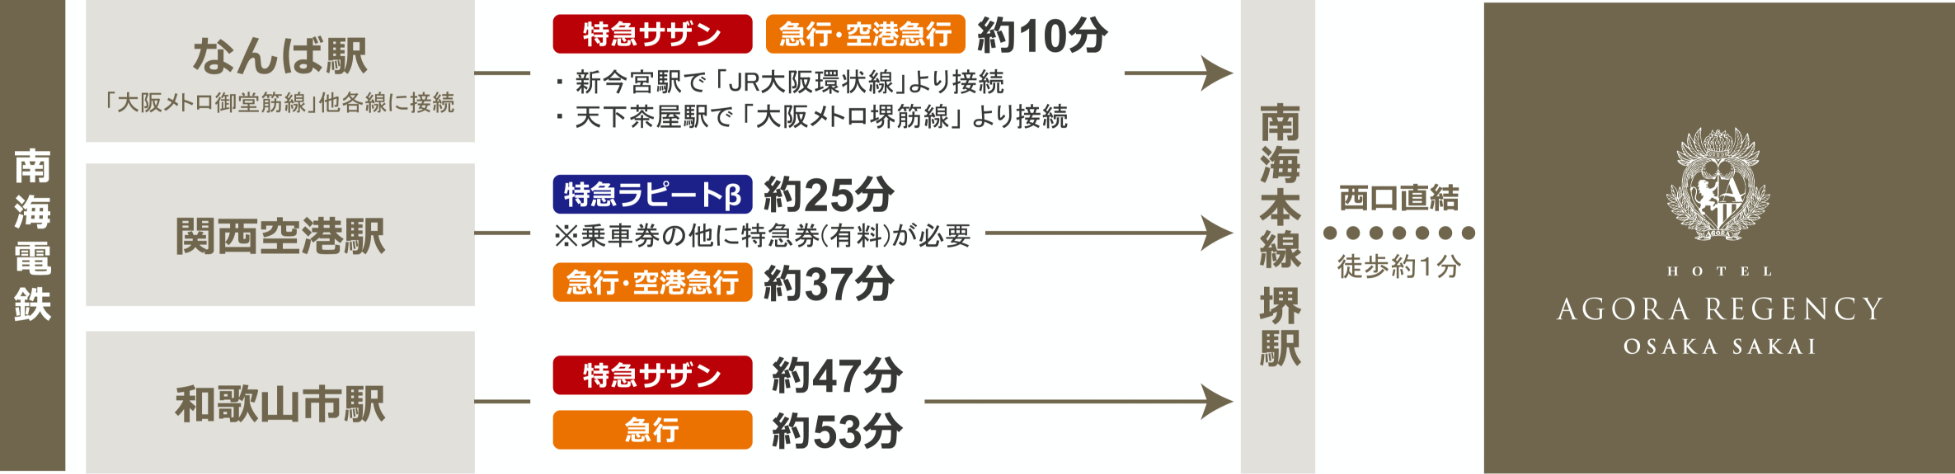 南海電鉄
なんば駅
「大阪メトロ御堂筋線」他各線に接続
特急サザン 急行・空港急行 約10分
・ 新今宮駅で「JR大阪環状線」より接続
・ 天下茶屋駅で「大阪メトロ堺筋線」 より接続
関西空港駅
特急ラピートβ 約25分
※乗車券の他に特急券(有料)が必要
急行・空港急行 約37分
和歌山市駅
特急サザン 約47分
急行 約53分
南海本線 堺駅
西口直結
徒歩約1分
AGORA
HOTEL
AGORA REGENCY
OSAKA SAKAI